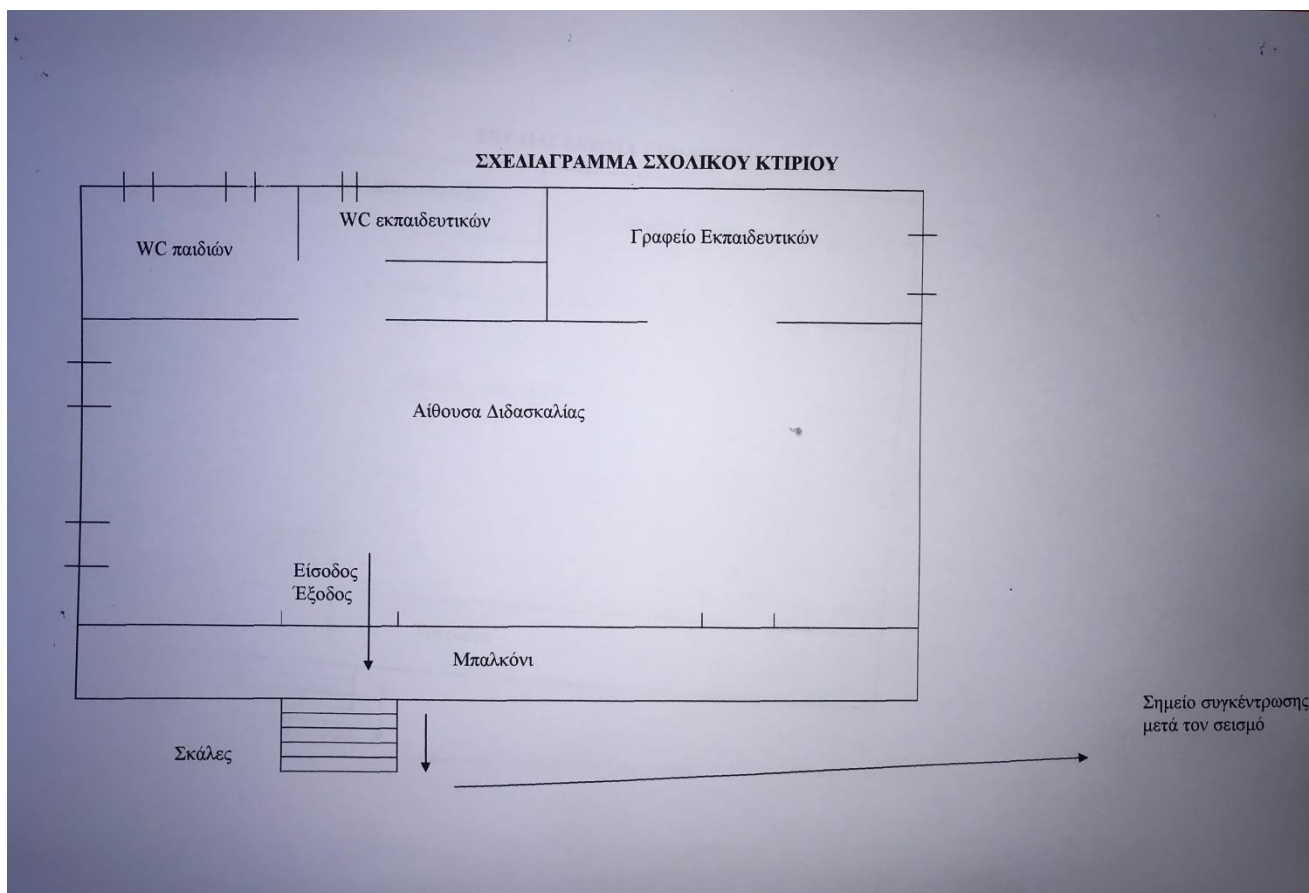 ΣΧΕΔΙΑΓΡΑΜΜΑ ΣΧΟΛΙΚΟΥ ΚΤΙΡΙΟΥ
WC παιδιών
WC εκπαιδευτικών
Γραφείο Εκπαιδευτικών
Αίθουσα Διδασκαλίας
Είσοδος
Έξοδος
Μπαλκόνι
Σκάλες
Σημείο συγκέντρωσης
μετά τον σεισμό